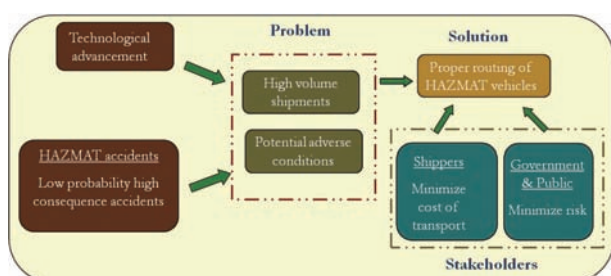 Problem
Solution
Technological
advancement
High volume
shipments
Proper routing of
HAZMAT vehicles
Potential adverse
conditions
HAZMAT accidents
Low probability high
consequence accidents
Shippers
Minimize
cost of
transport
Government
& Public
Minimize risk
Stakeholders